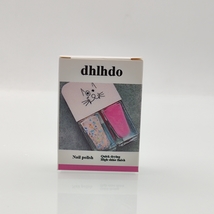 dhlhdo
Nail polish
Quick drying
High shine finish